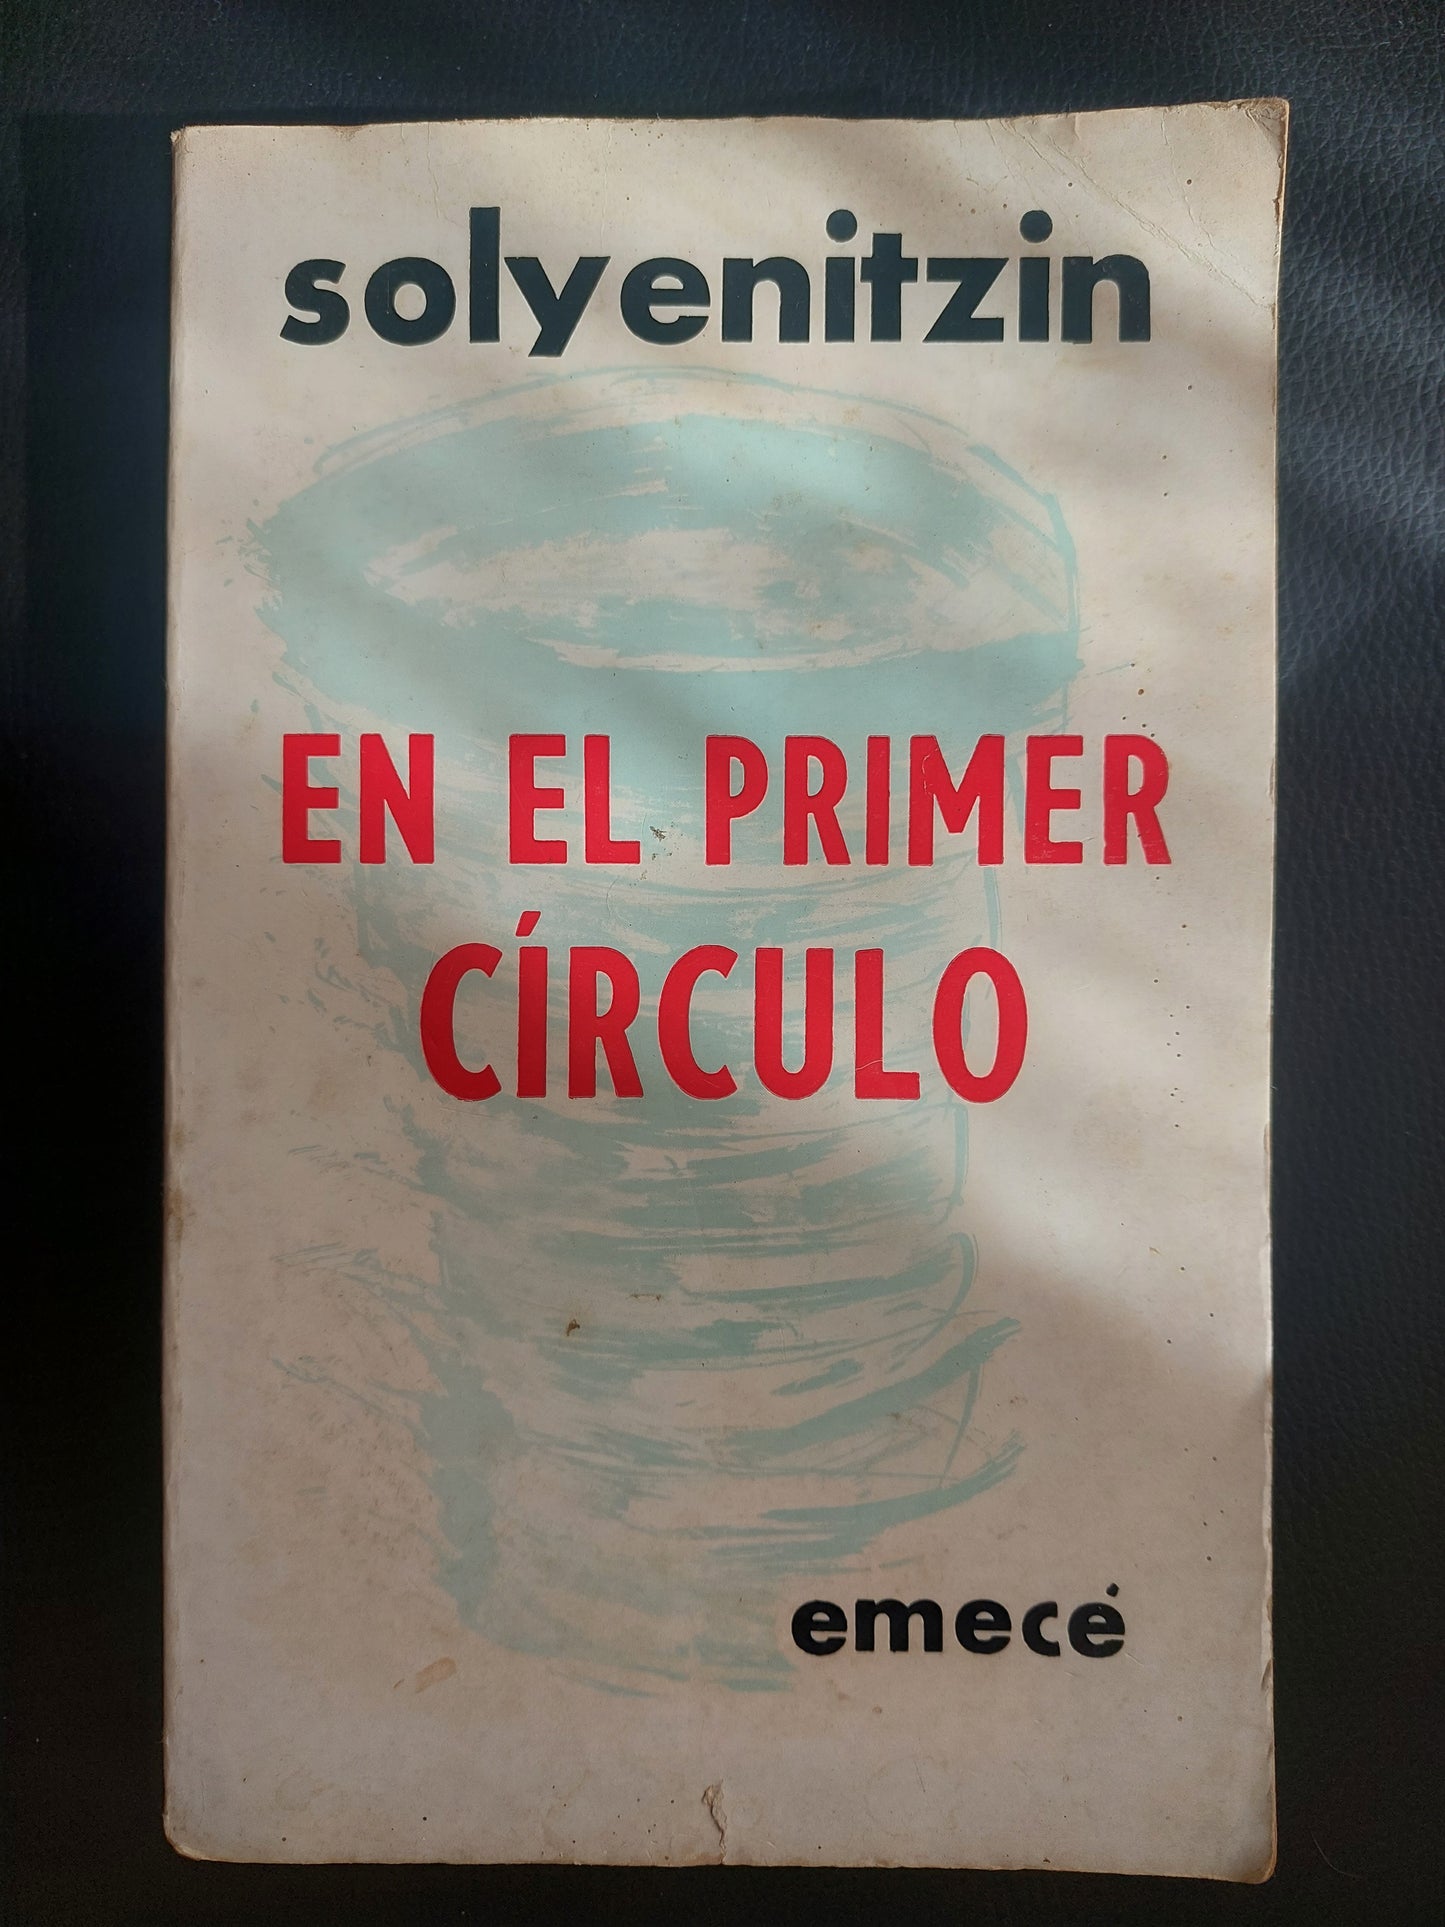 solyenitzin
EN EL PRIMER
CÍRCULO
emecé